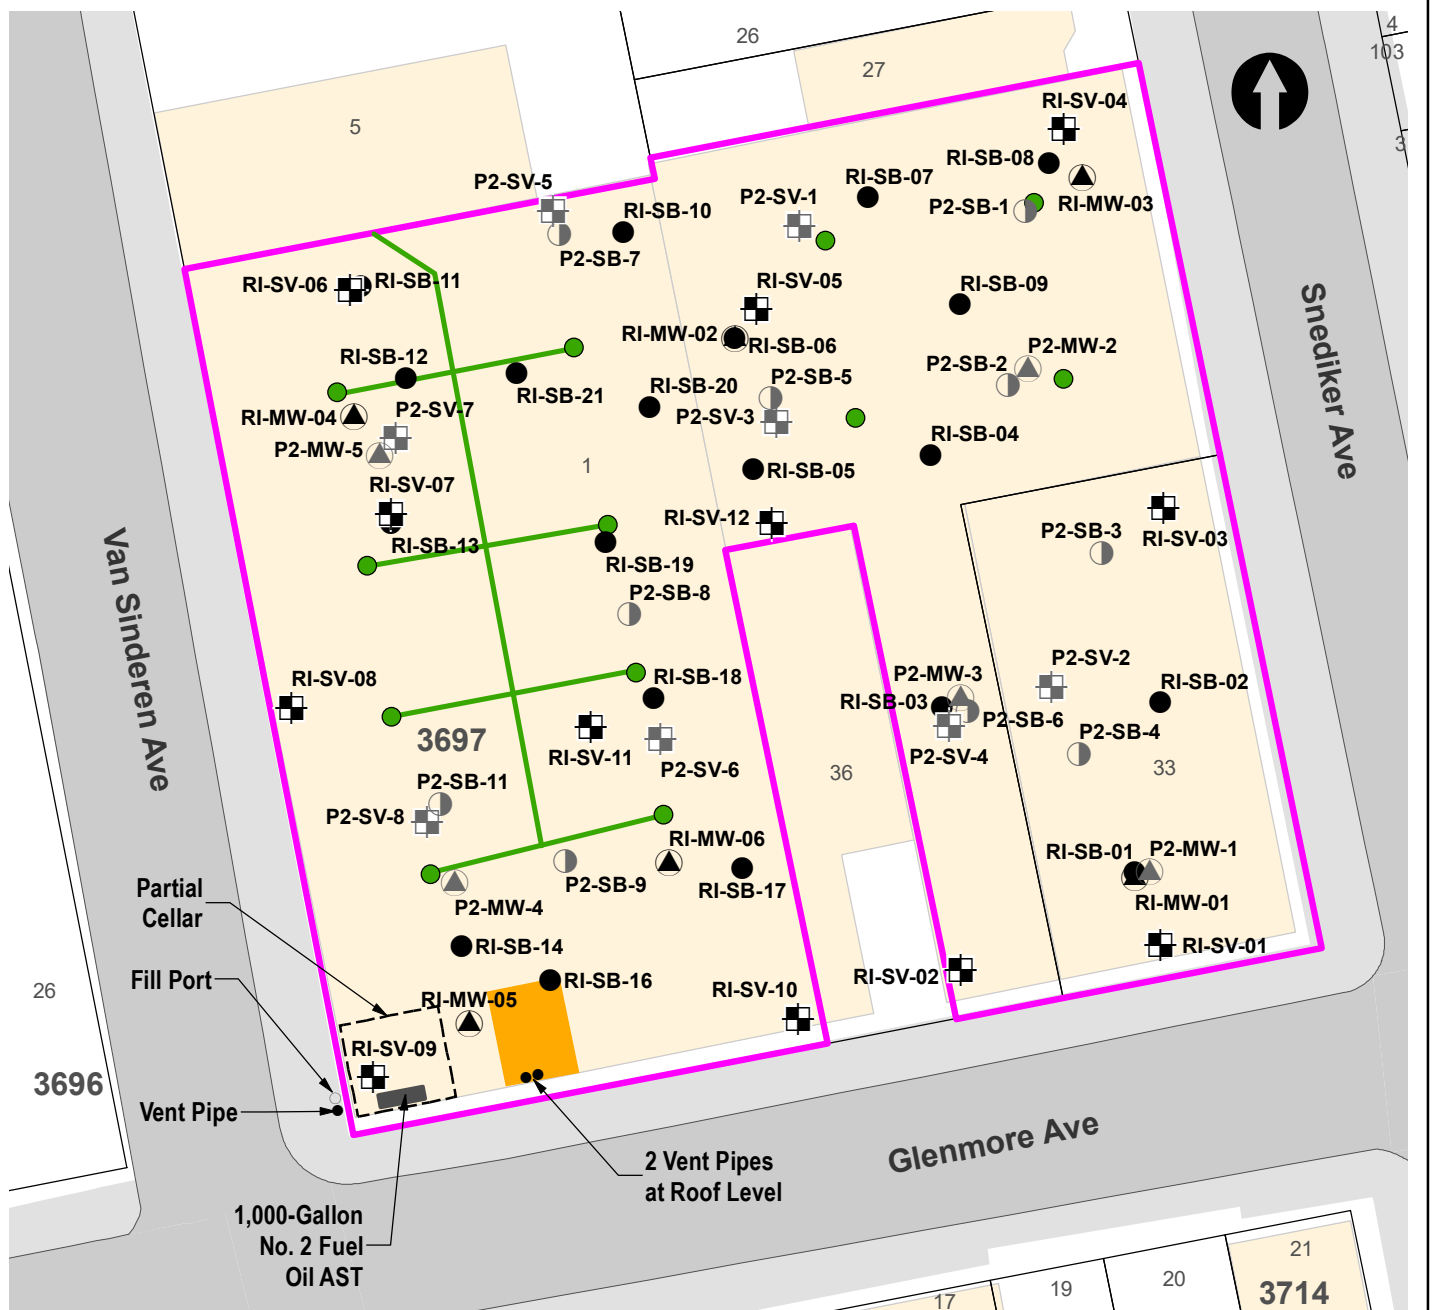 26
4
103
27
3
5
RI-SV-04
RI-SB-08
RI-MW-03
P2-SB-1
RI-SB-07
P2-SV-1
P2-SV-5
RI-SB-10
P2-SB-7
RI-SV-06
RI-SB-11
RI-SV-05
RI-SB-09
RI-MW-02
RI-SB-06
P2-MW-2
P2-SB-2
RI-SB-12
RI-SB-21
P2-SB-5
RI-SB-20
P2-SV-3
RI-MW-04
P2-SV-7
P2-MW-5
RI-SB-04
1
RI-SB-05
RI-SV-07
RI-SB-13
RI-SV-12
RI-SB-19
P2-SB-3
RI-SV-03
P2-SB-8
Snediker Ave
Van Sinderen Ave
RI-SV-08
RI-SB-18
P2-MW-3
RI-SB-03
P2-SB-6
P2-SV-4
P2-SV-2
RI-SB-02
P2-SB-4
3697
RI-SV-11
P2-SV-6
36
33
P2-SB-11
P2-SV-8
RI-MW-06
P2-SB-9
RI-SB-17
RI-SB-01
P2-MW-1
RI-MW-01
P2-MW-4
RI-SB-14
RI-SV-01
RI-SV-02
Partial
Cellar
Fill Port
26
RI-SB-16
RI-MW-05
RI-SV-10
RI-SV-09
3696
Vent Pipe
Glenmore Ave
2 Vent Pipes
at Roof Level
1,000-Gallon
No. 2 Fuel
Oil AST
17
19
20
21
3714